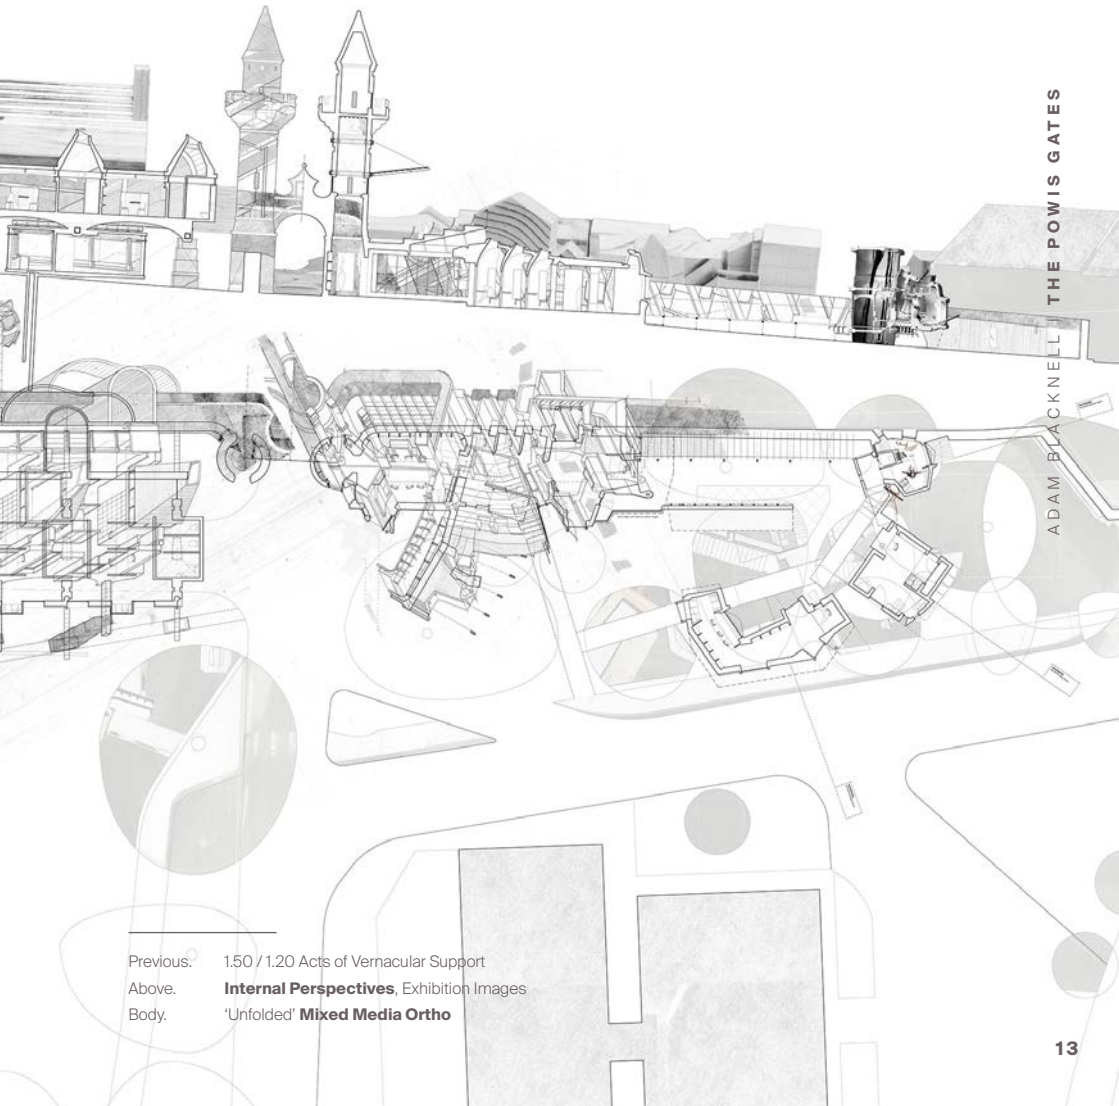 ADAM BLACKNELL | THE POWIS GATES
Previous. 1.50 / 1.20 Acts of Vernacular Support
Above. Internal Perspectives, Exhibition Images
Body. ‘Unfolded’ Mixed Media Ortho
13